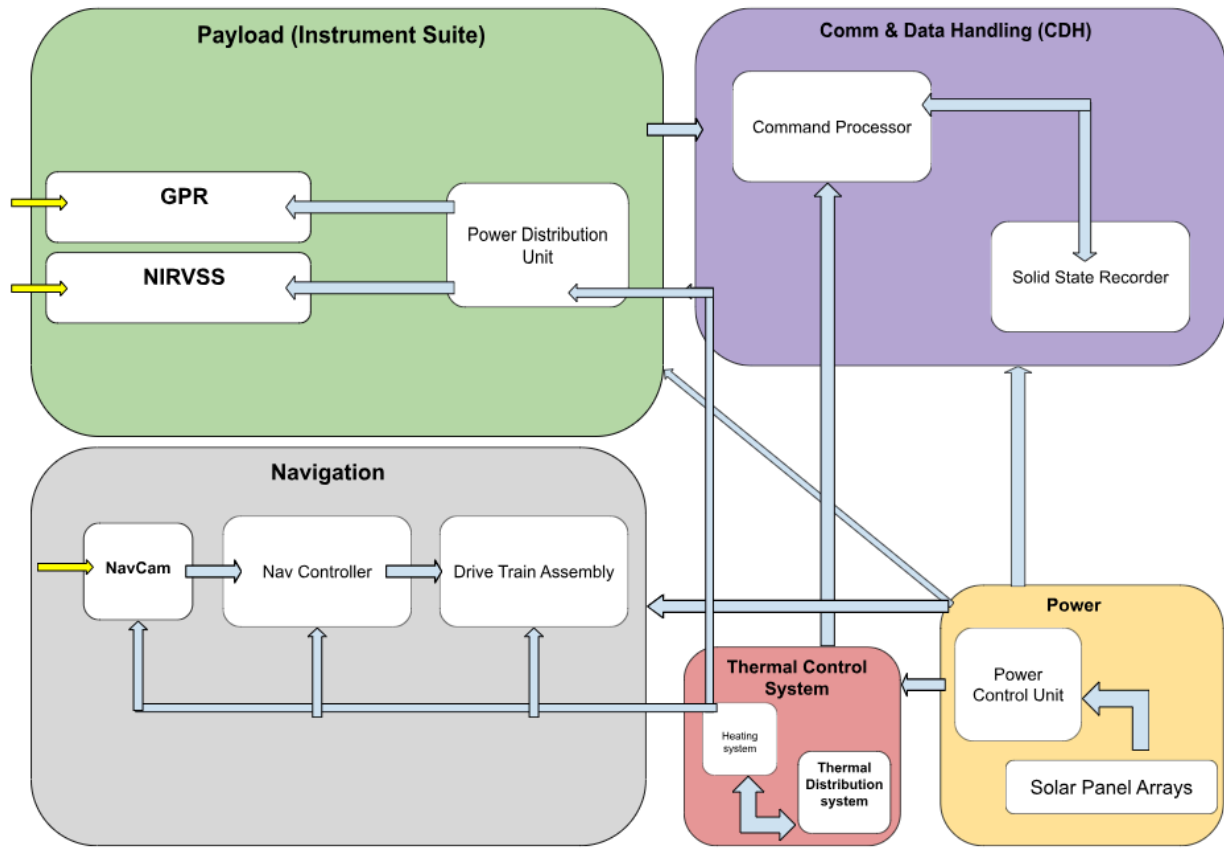 Payload (Instrument Suite)
GPR
NIRVSS
Power Distribution
Unit
Comm & Data Handling (CDH)
Command Processor
Solid State Recorder
Navigation
NavCam
Nav Controller
Drive Train Assembly
Thermal Control
System
Heating
system
Thermal
Distribution
system
Power
Power
Control Unit
Solar Panel Arrays